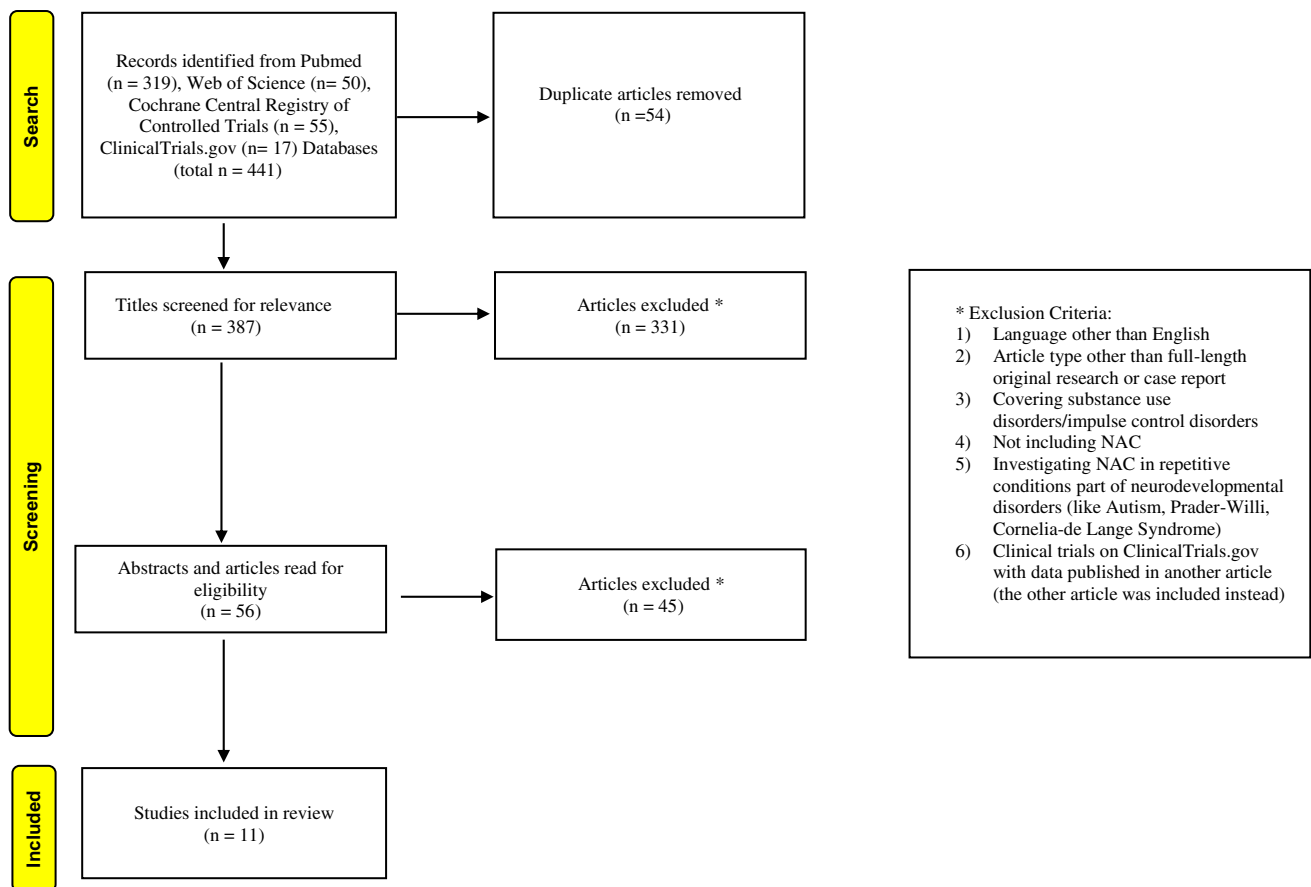 Search
Records identified from Pubmed
(n = 319), Web of Science (n= 50),
Cochrane Central Registry of
Controlled Trials (n = 55),
ClinicalTrials.gov (n= 17) Databases
(total n = 441)
Duplicate articles removed
(n =54)
Screening
Titles screened for relevance
(n = 387)
Articles excluded *
(n = 331)
Abstracts and articles read for
eligibility
(n = 56)
Articles excluded *
(n = 45)
* Exclusion Criteria:
1) Language other than English
2) Article type other than full-length
original research or case report
3) Covering substance use
disorders/impulse control disorders
4) Not including NAC
5) Investigating NAC in repetitive
conditions part of neurodevelopmental
disorders (like Autism, Prader-Willi,
Cornelia-de Lange Syndrome)
6) Clinical trials on ClinicalTrials.gov
with data published in another article
(the other article was included instead)
Included
Studies included in review
(n = 11)